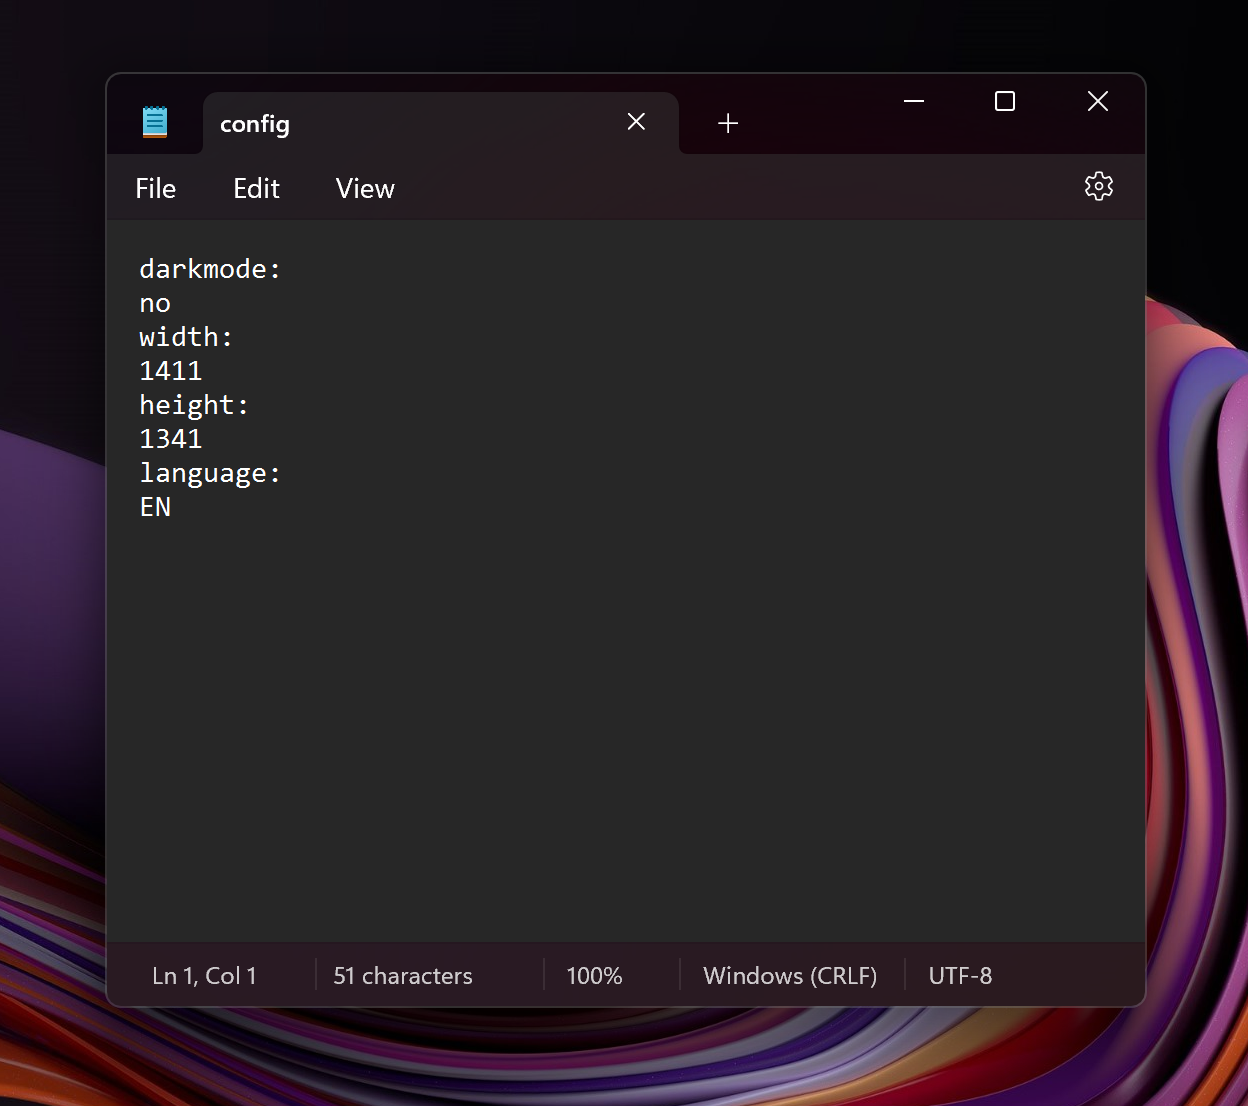 config
File Edit View
darkmode:
no
width:
1411
height:
1341
language:
EN
Ln 1, Col 1 51 characters 100% Windows (CRLF) UTF-8